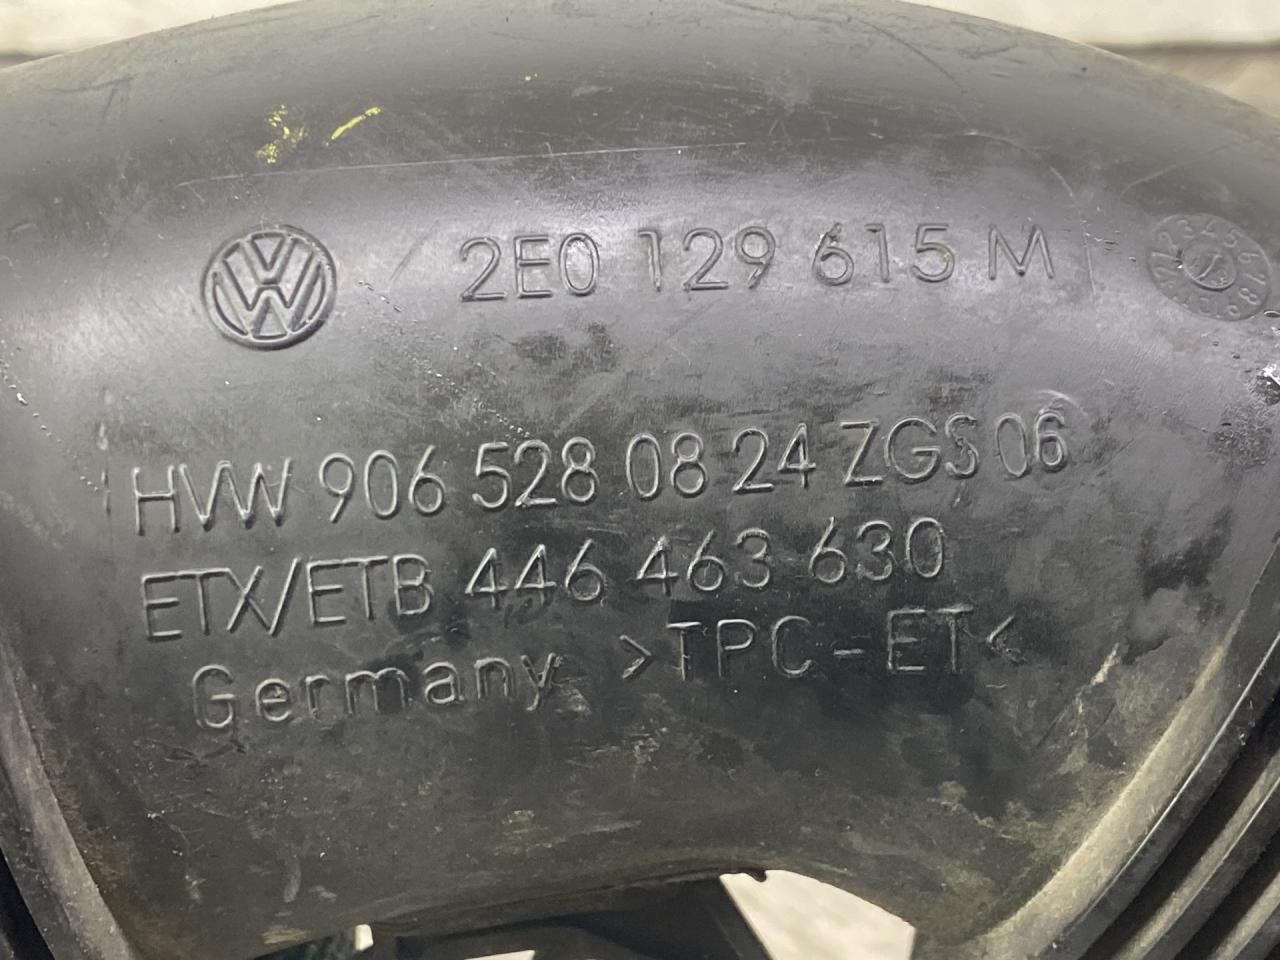 2E0 129 615 M
HVW 906 528 08 24 ZGS 06
ETX/ETB 446 463 630
Germany >TPC-ET<